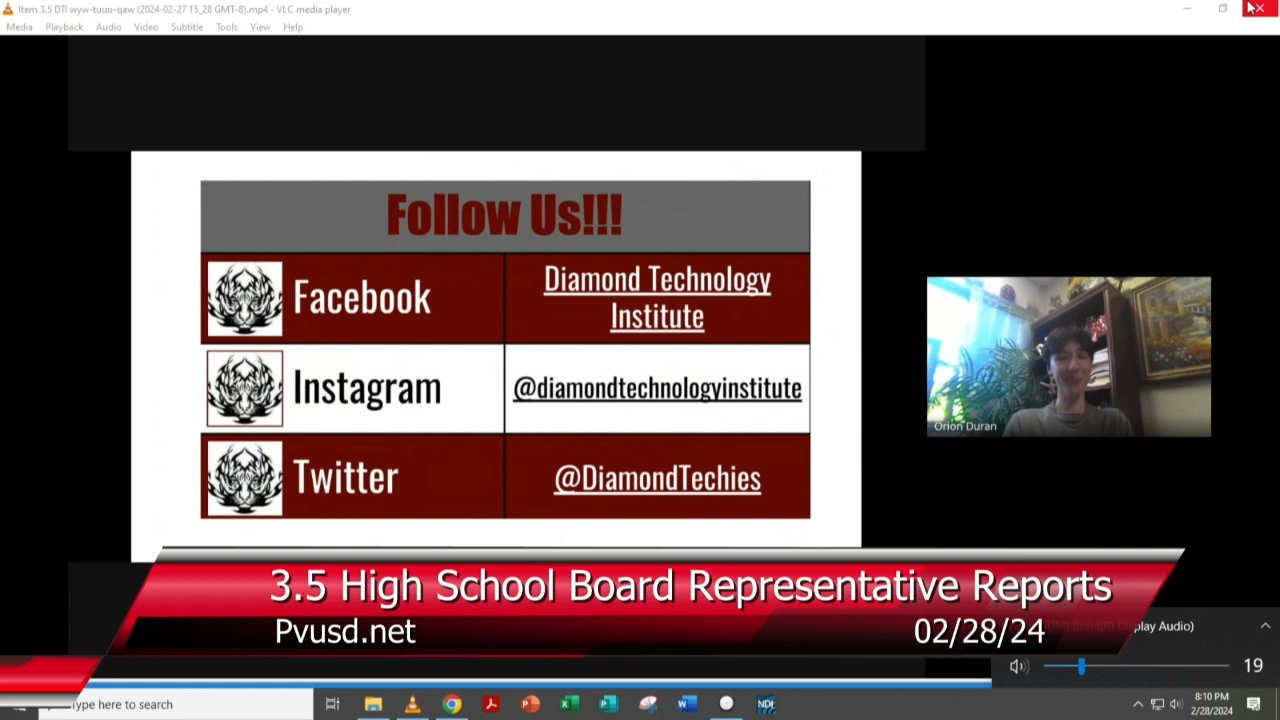 Item 3.5 DTI wyw-tuuo-qaw (2024-02-27 15_28 GMT-8).mp4 - VLC media player
Media Playback Audio Video Subtitle Tools View Help
Follow Us!!!
Facebook
Diamond Technology
Institute
Instagram
@diamondtechnologyinstitute
Twitter
@DiamondTechies
Orion Duran
3.5 High School Board Representative Reports
Pvusd.net
02/28/24
Display Audio)
19
Type here to search
8:10 PM
2/28/2024
NDI